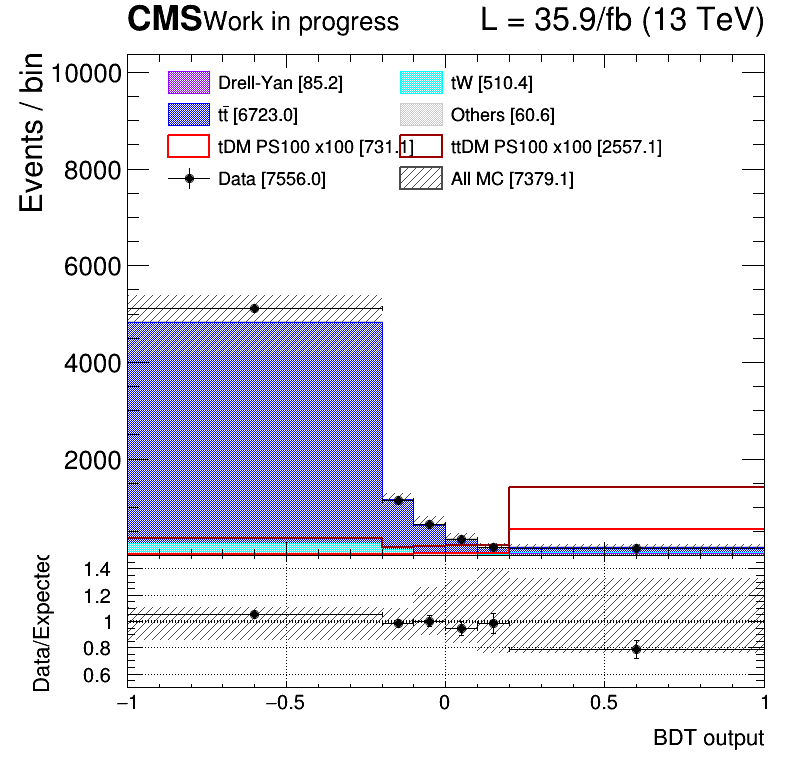 CMS Work in progress L = 35.9/fb (13 TeV)
Events / bin
10000
8000
6000
4000
2000
Drell-Yan [85.2]
tW [510.4]
tt̄ [6723.0]
Others [60.6]
tDM PS100 x100 [731.1]
ttDM PS100 x100 [2557.1]
Data [7556.0]
All MC [7379.1]
Data/Expected
1.4
1.2
1
0.8
0.6
−1 −0.5 0 0.5 1
BDT output